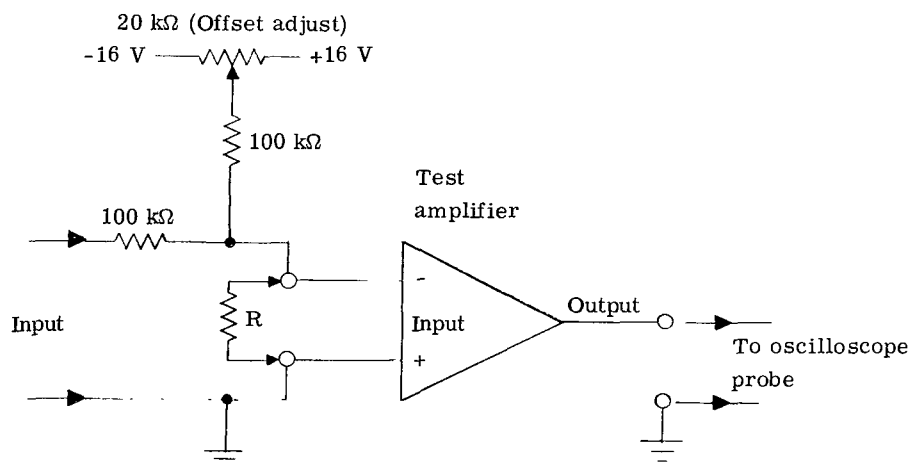 20 kΩ (Offset adjust)
-16 V
+16 V
100 kΩ
Test
amplifier
100 kΩ
-
Output
Input
R
Input
To oscilloscope
probe
+